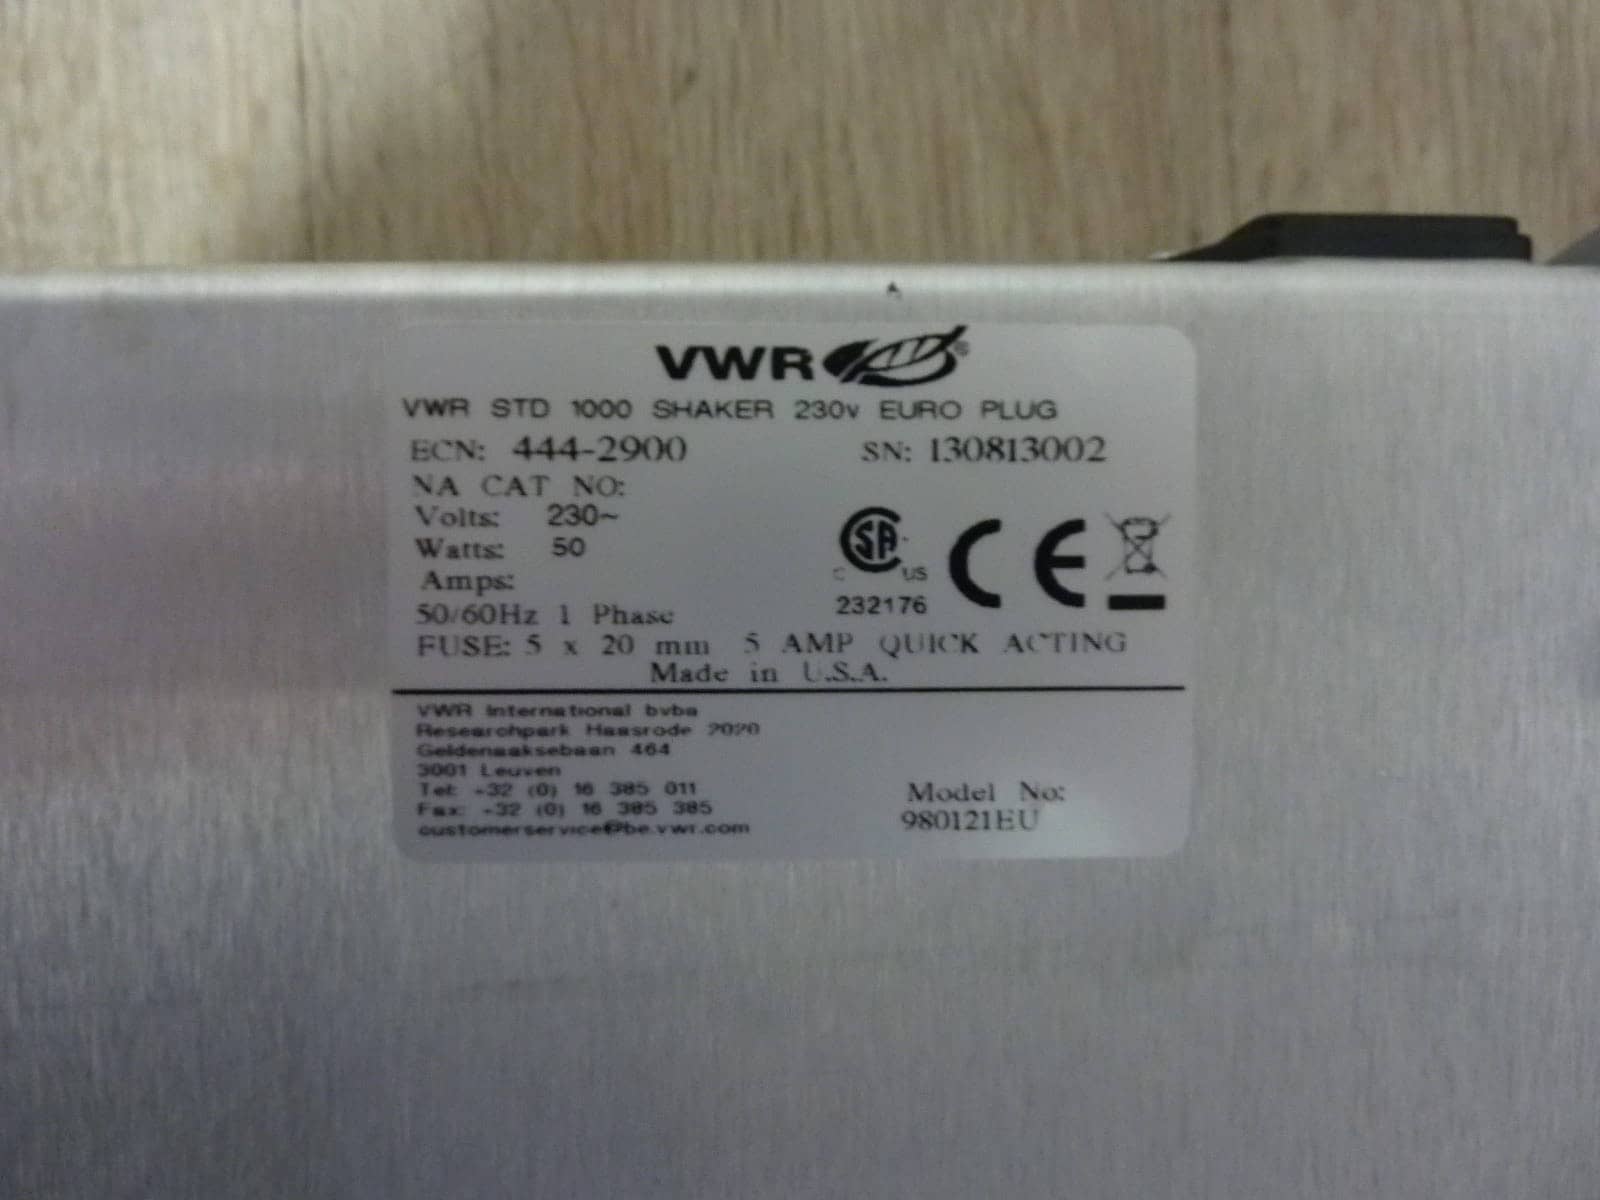 VWR®
VWR STD 1000 SHAKER 230v EURO PLUG
ECN: 444-2900 SN: 130813002
NA CAT NO:
Volts: 230~
Watts: 50
Amps:
50/60Hz 1 Phase
C SA US CE
232176
FUSE: 5 x 20 mm 5 AMP QUICK ACTING
Made in U.S.A.
VWR International bvba
Researchpark Haasrode 2020
Geldenaaksebaan 464
3001 Leuven
Tel: +32 (0) 16 385 011
Fax: +32 (0) 16 385 385
customerservice@be.vwr.com
Model No:
980121EU